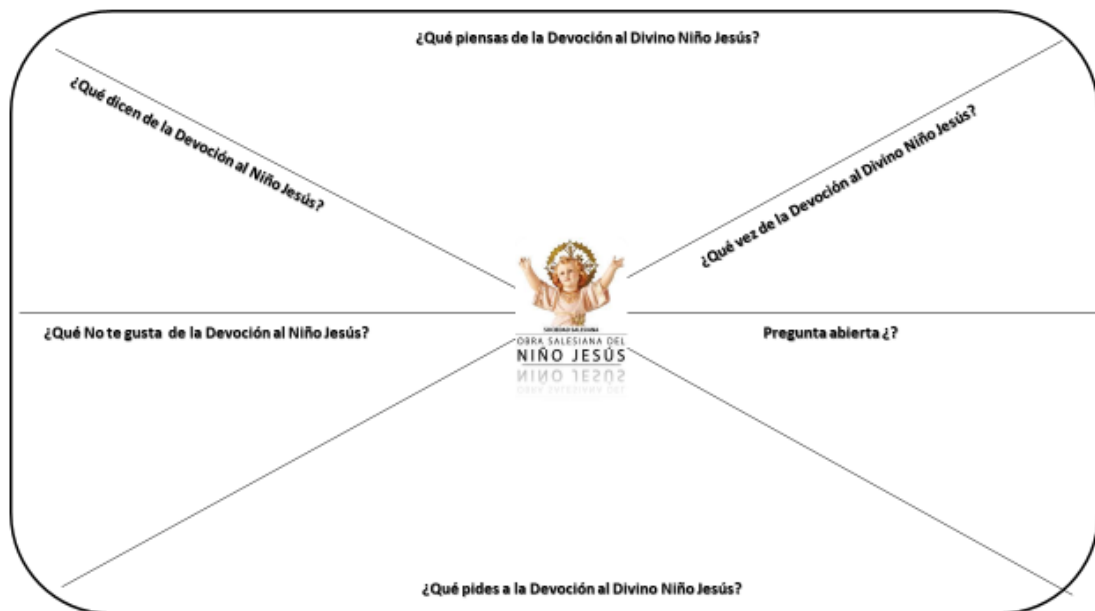 ¿Qué piensas de la Devoción al Divino Niño Jesús?
¿Qué dicen de la Devoción al Niño Jesús?
¿Qué vez de la Devoción al Divino Niño Jesús?
SOCIEDAD SALESIANA
OBRA SALESIANA DEL
NIÑO JESÚS
¿Qué No te gusta de la Devoción al Niño Jesús?
Pregunta abierta ¿?
¿Qué pides a la Devoción al Divino Niño Jesús?